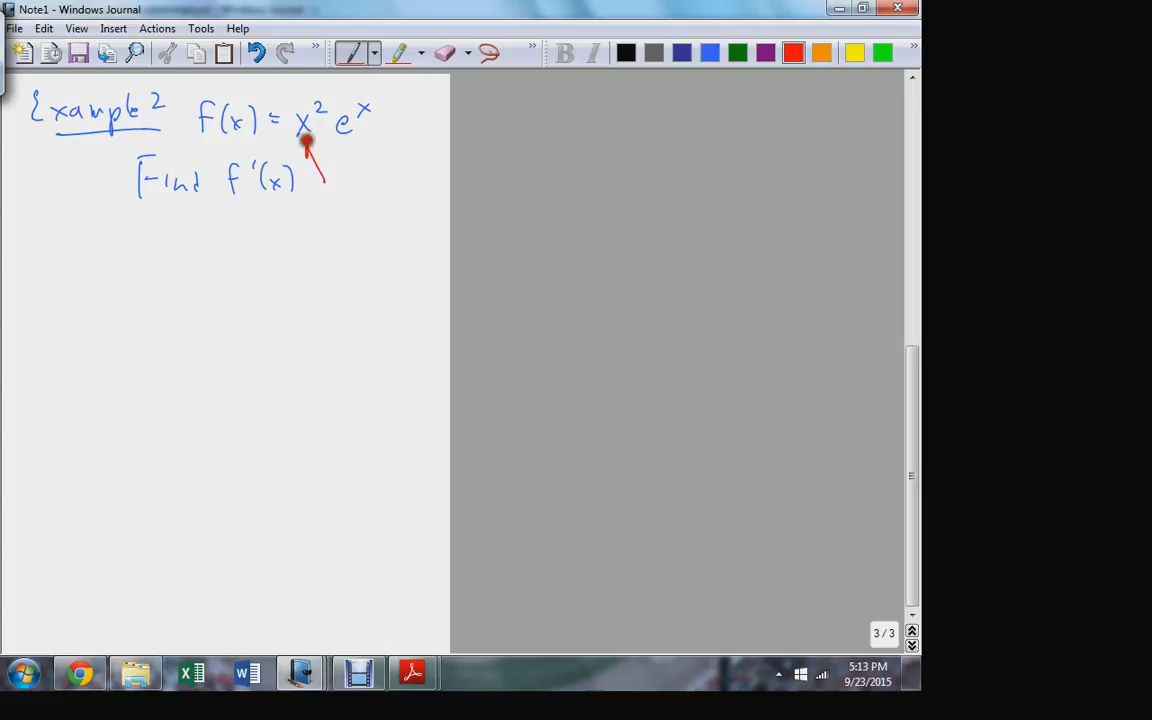 Note1 - Windows Journal
File Edit View Insert Actions Tools Help
Example 2 f(x) = x² eˣ
Find f'(x)
3 / 3
5:13 PM
9/23/2015